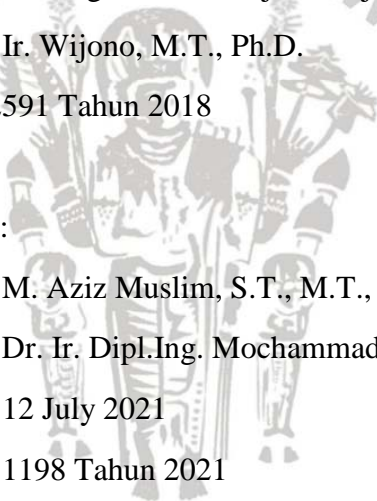 Ir. Wijono, M.T., Ph.D.
591 Tahun 2018
:
M. Aziz Muslim, S.T., M.T.,
Dr. Ir. Dipl.Ing. Mochammad
12 July 2021
1198 Tahun 2021